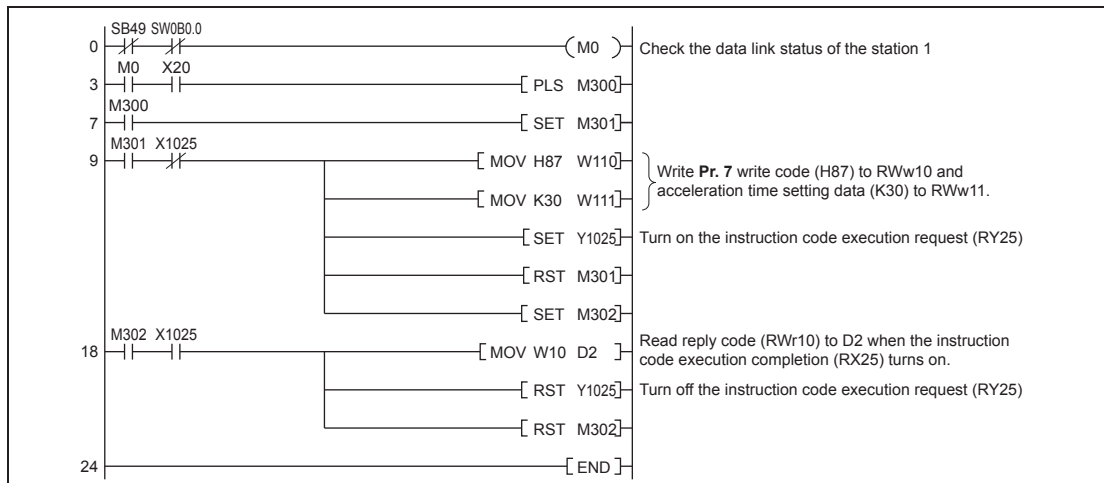 SB49 SW0B0.0
0 M0 Check the data link status of the station 1
M0 X20
3 PLS M300
M300
7 SET M301
M301 X1025
9 MOV H87 W110
Write Pr. 7 write code (H87) to RWw10 and
acceleration time setting data (K30) to RWw11.
MOV K30 W111
SET Y1025 Turn on the instruction code execution request (RY25)
RST M301
SET M302
M302 X1025
18 MOV W10 D2 Read reply code (RWr10) to D2 when the instruction
code execution completion (RX25) turns on.
RST Y1025 Turn off the instruction code execution request (RY25)
RST M302
24 END